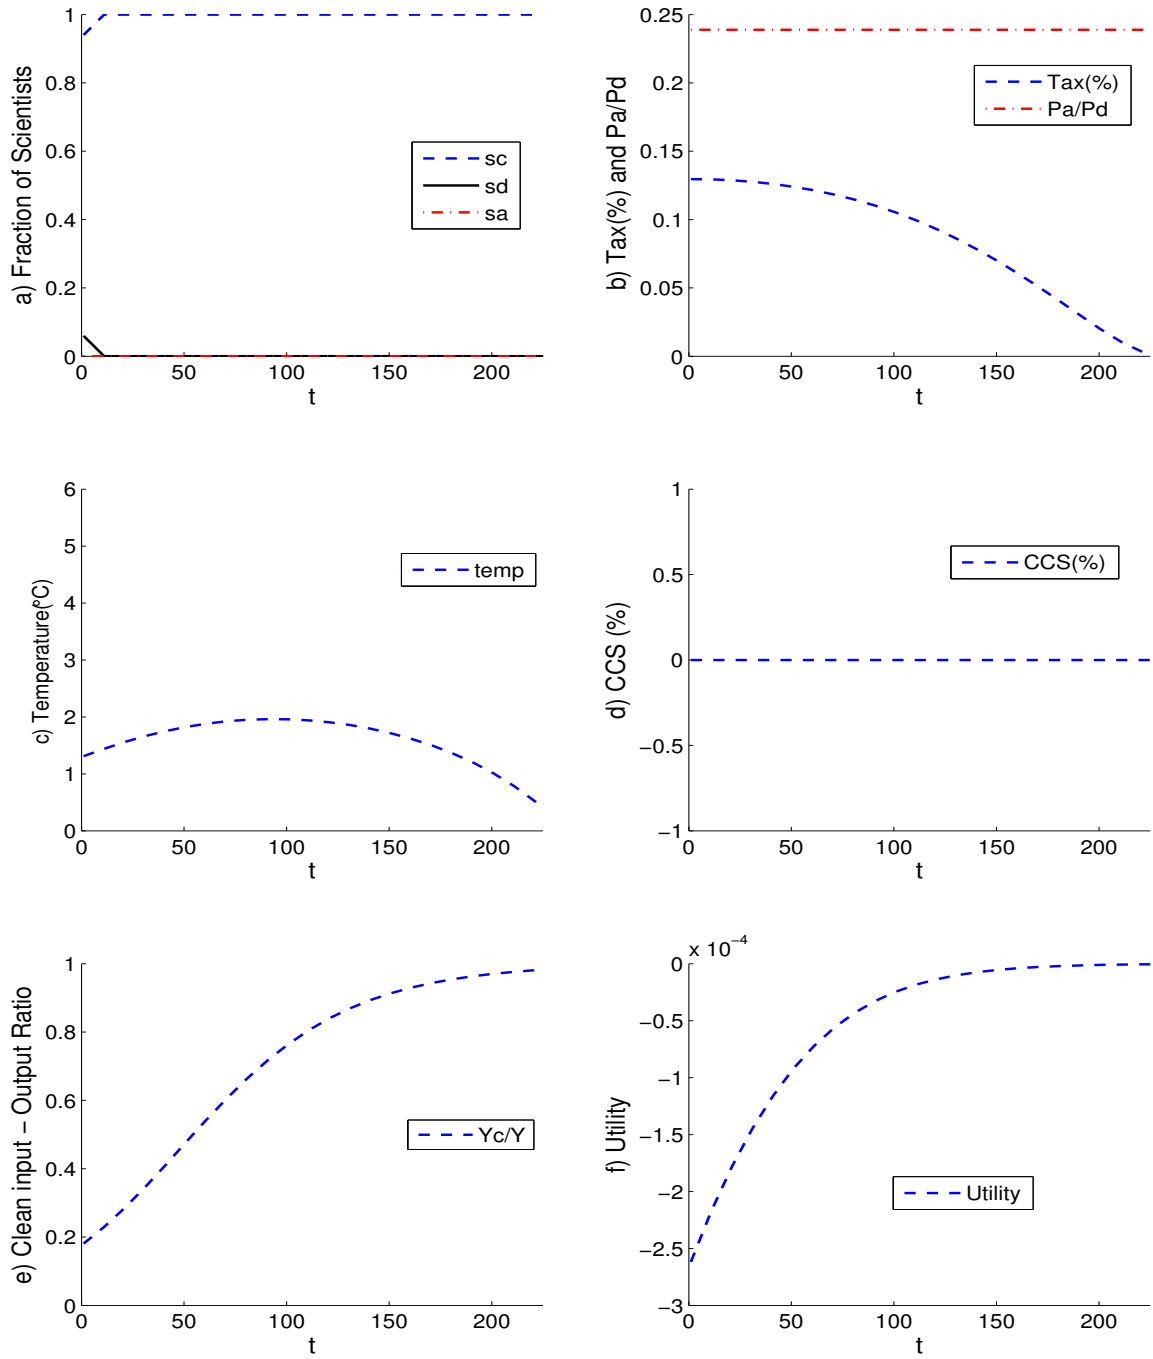 a) Fraction of Scientists
1
0.8
0.6
0.4
0.2
0
0 50 100 150 200
t
sc
sd
sa
b) Tax(%) and Pa/Pd
0.25
0.2
0.15
0.1
0.05
0
0 50 100 150 200
t
Tax(%)
Pa/Pd
c) Temperature(ºC)
6
5
4
3
2
1
0
0 50 100 150 200
t
temp
d) CCS (%)
1
0.5
0
−0.5
−1
0 50 100 150 200
t
CCS(%)
e) Clean input − Output Ratio
1
0.8
0.6
0.4
0.2
0
0 50 100 150 200
t
Yc/Y
f) Utility
x 10⁻⁴
0
−0.5
−1
−1.5
−2
−2.5
−3
0 50 100 150 200
t
Utility